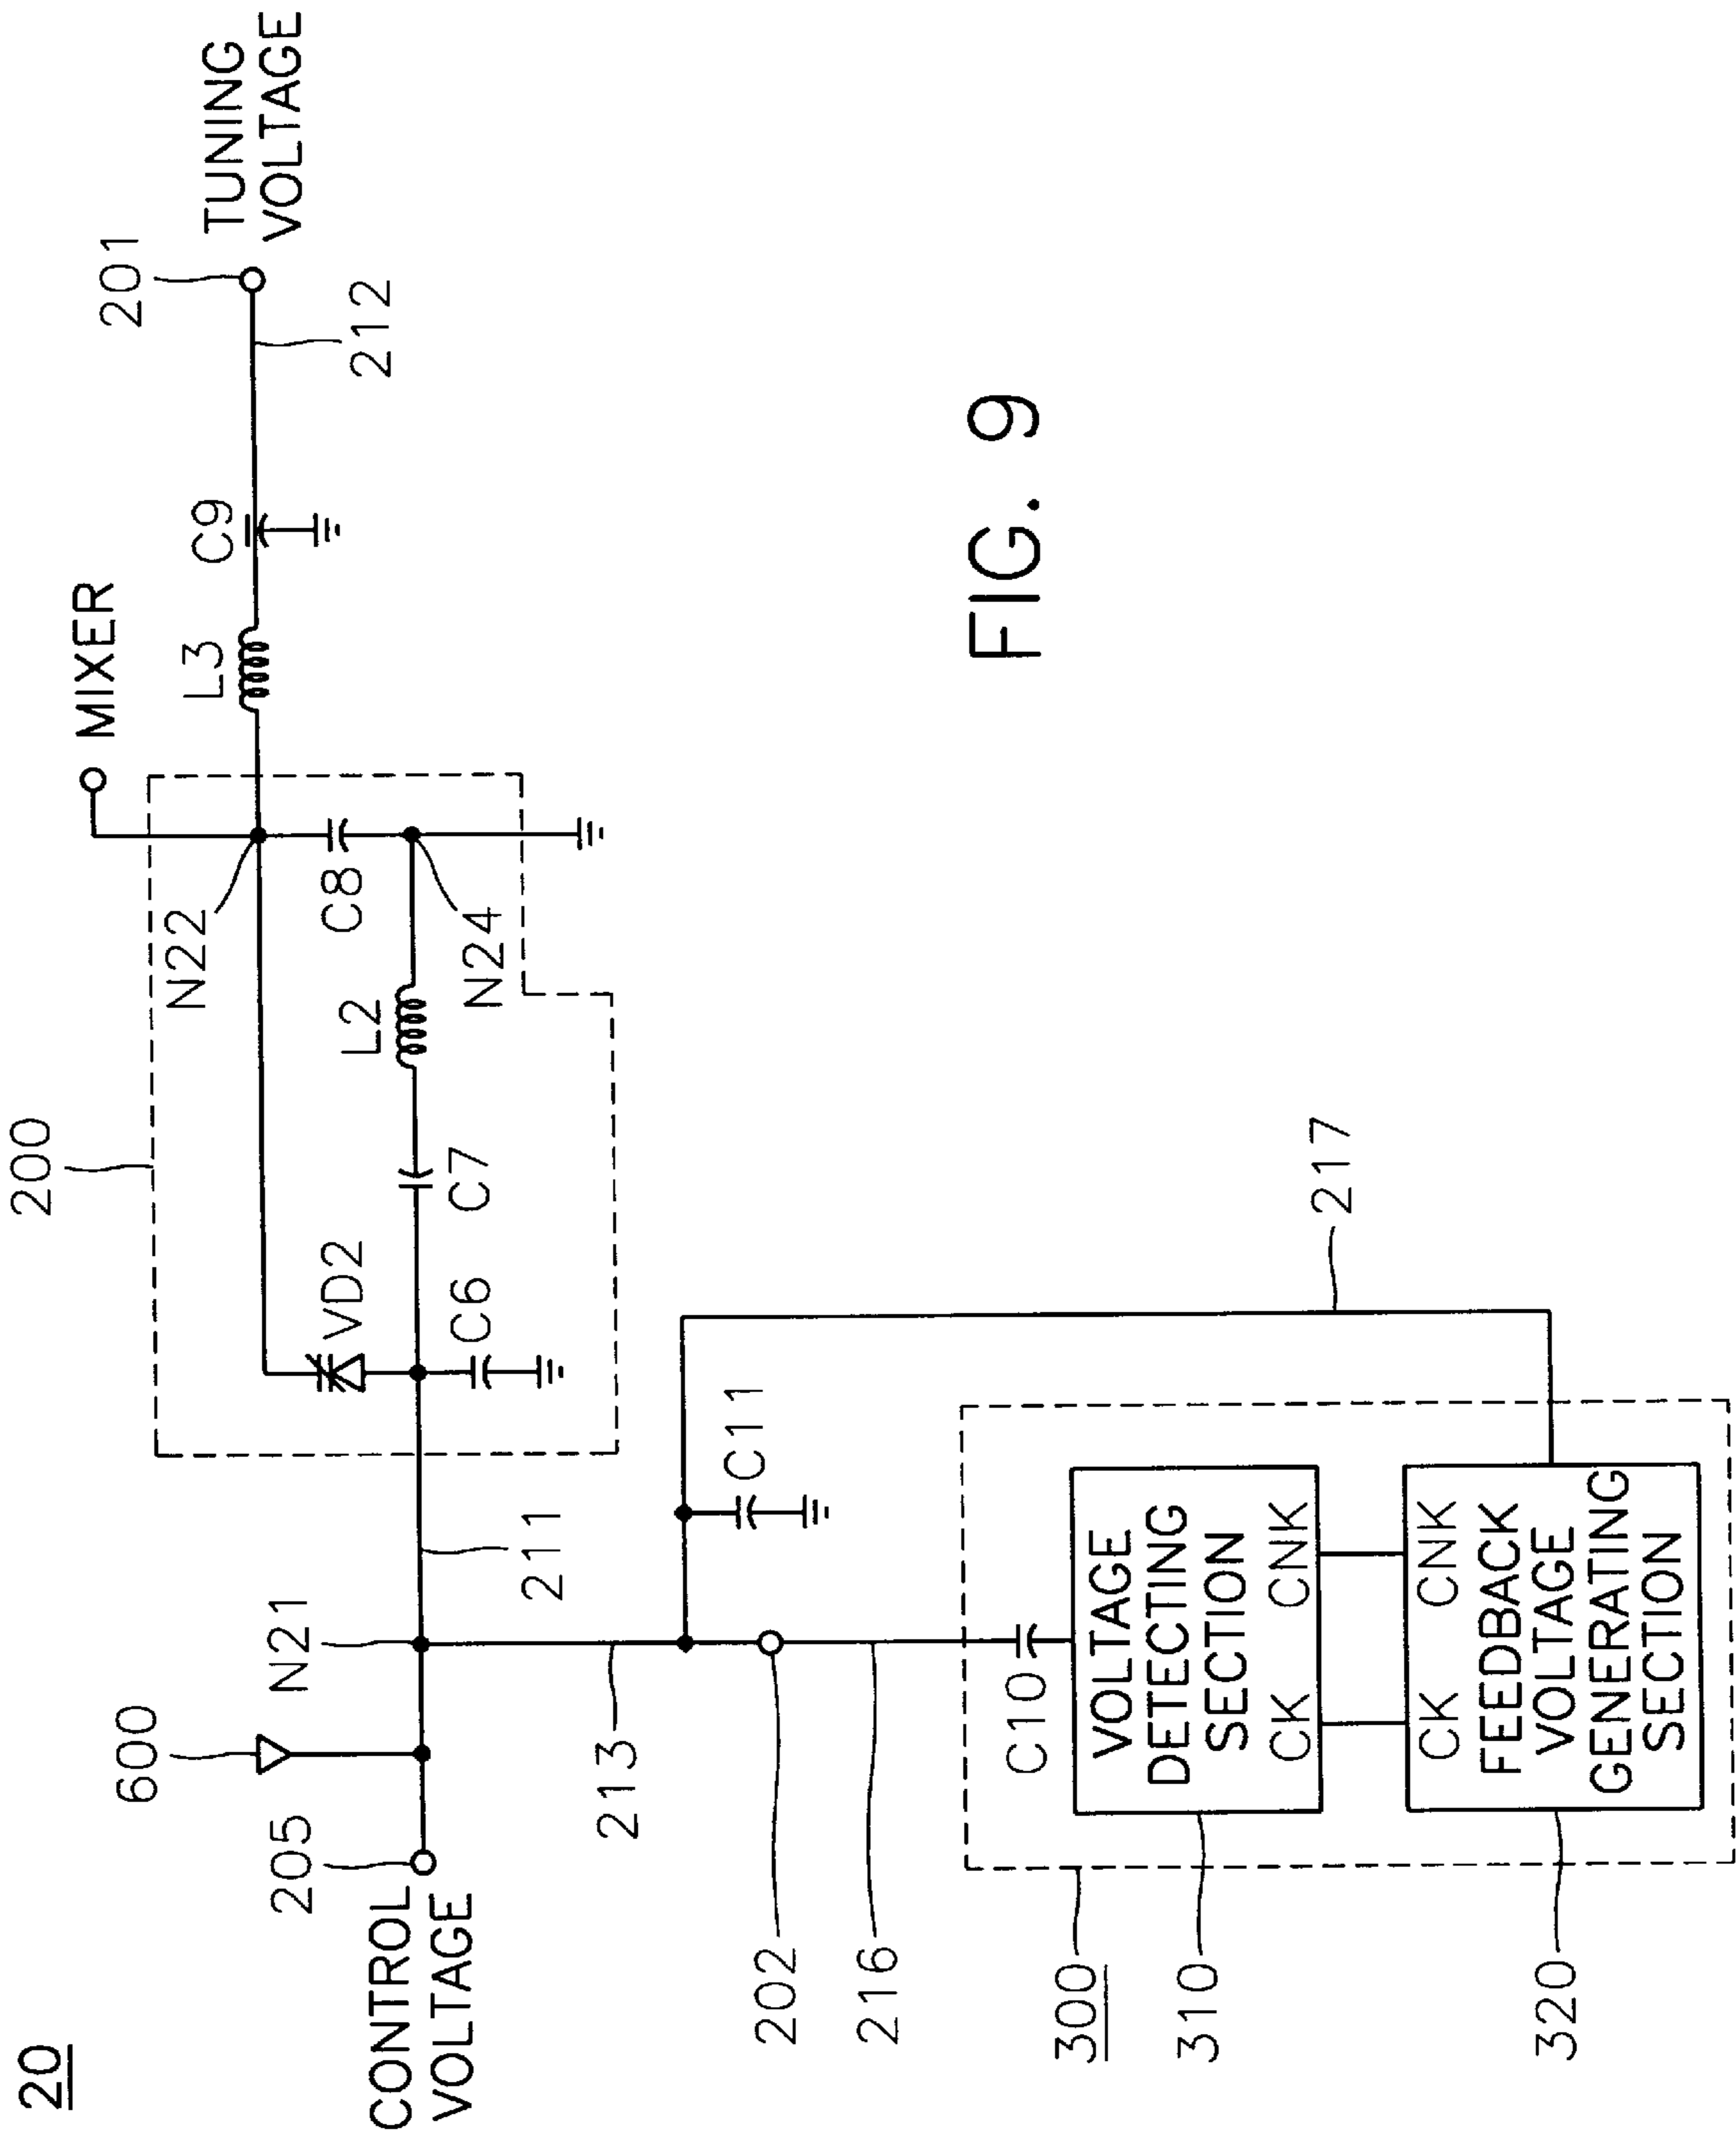 20
200
MIXER
TUNING
VOLTAGE
201
600
N21
VD2
N22
L3
C9
212
205
CONTROL
VOLTAGE
211
C6
C7
L2
C8
N24
213
C11
217
202
216
C10
300
310
VOLTAGE
DETECTING
SECTION
CK CNK
320
CK CNK
FEEDBACK
VOLTAGE
GENERATING
SECTION
FIG. 9